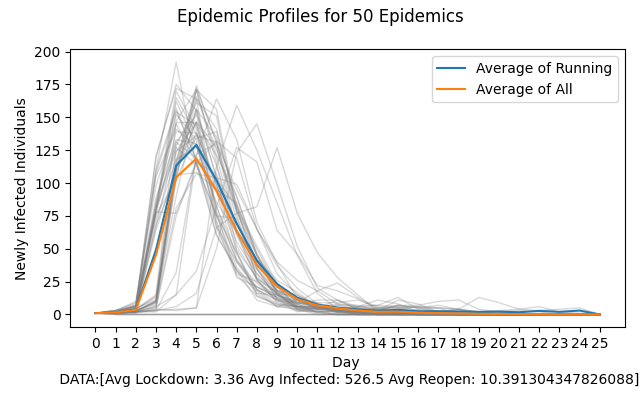 Epidemic Profiles for 50 Epidemics
200
175
150
125
100
75
50
25
0
Newly Infected Individuals
Average of Running
Average of All
0 1 2 3 4 5 6 7 8 9 10 11 12 13 14 15 16 17 18 19 20 21 22 23 24 25
Day
DATA:[Avg Lockdown: 3.36 Avg Infected: 526.5 Avg Reopen: 10.391304347826088]